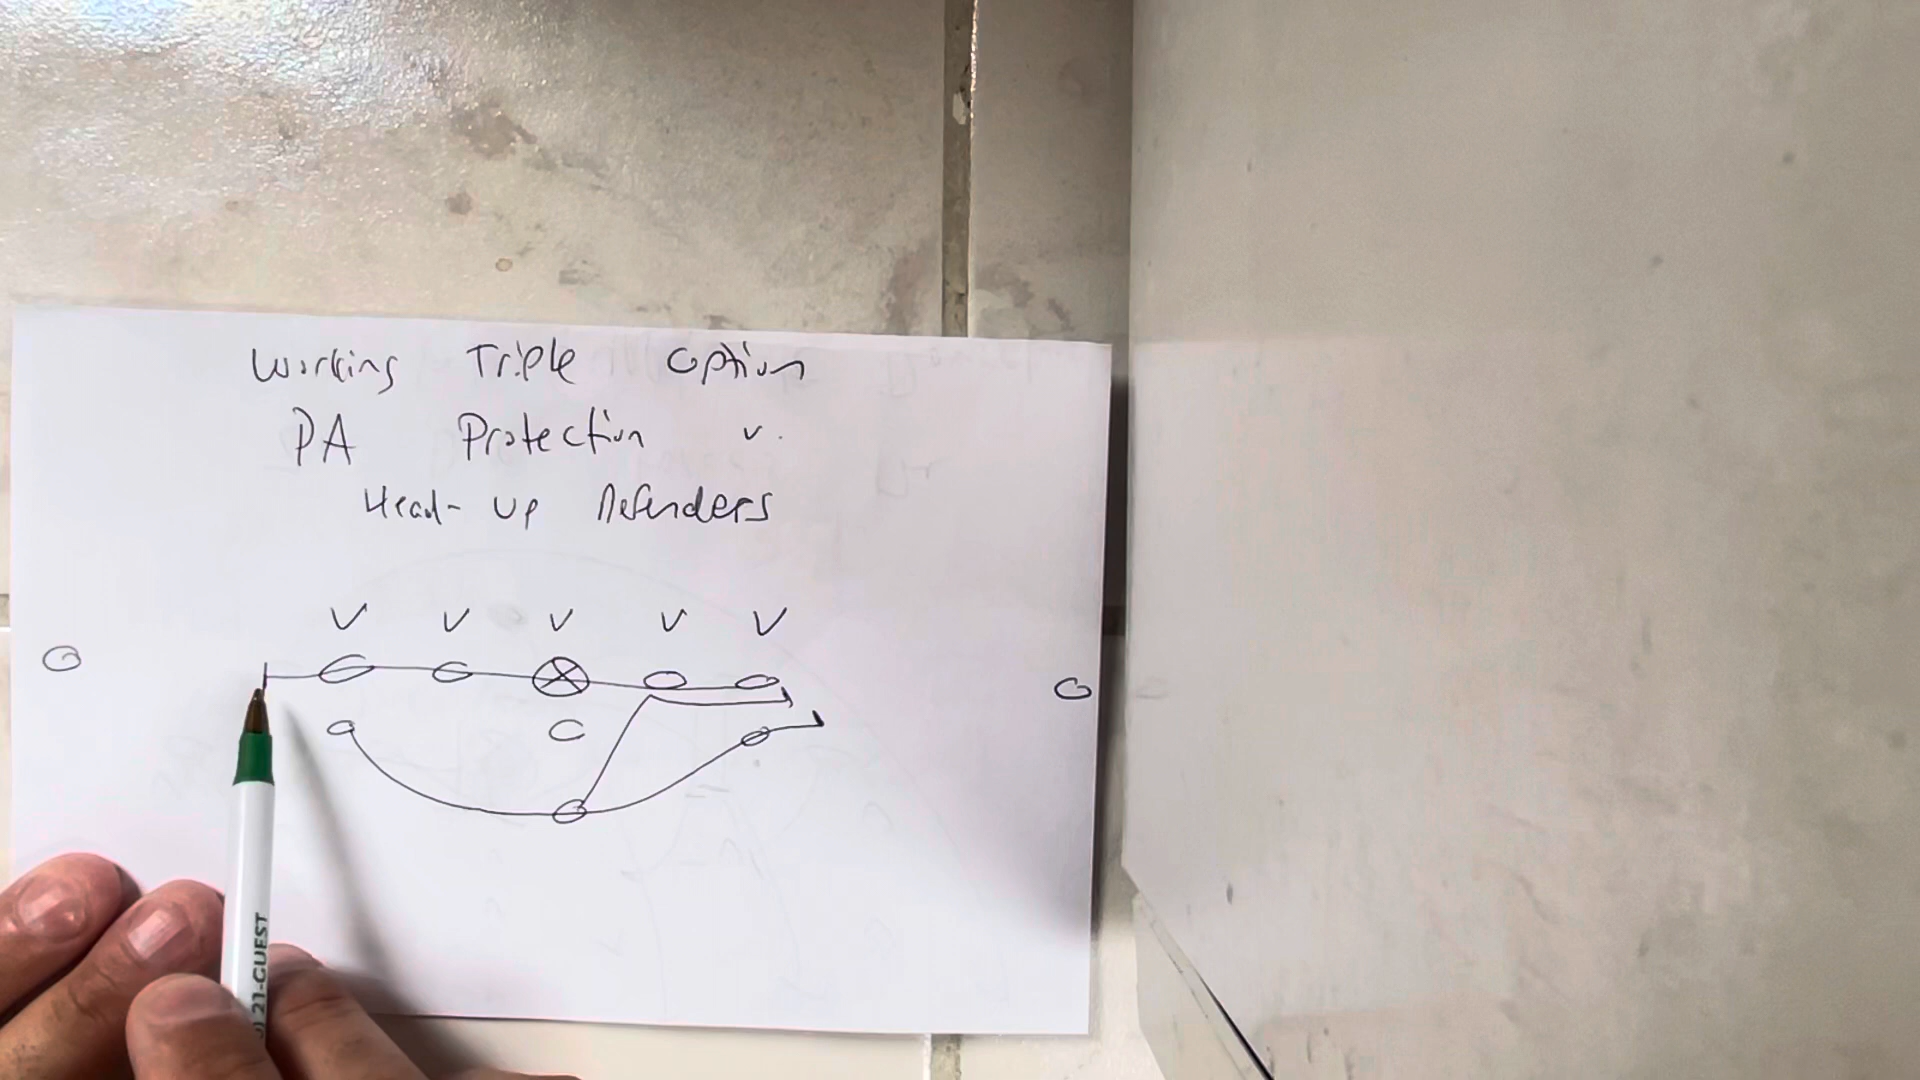 Working Triple Option
PA Protection v.
Head-Up Defenders
V V V V V
21-GUEST